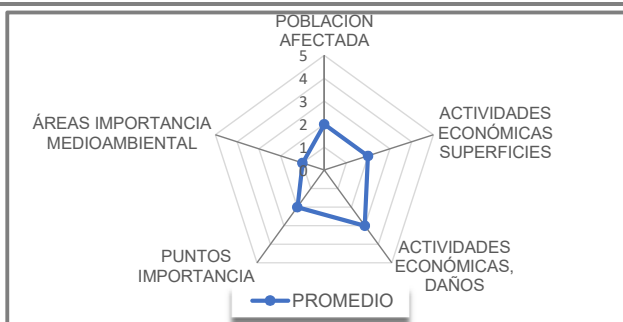 POBLACIÓN
AFECTADA
5
4
3
2
1
0
ACTIVIDADES
ECONÓMICAS
SUPERFICIES
ACTIVIDADES
ECONÓMICAS,
DAÑOS
PUNTOS
IMPORTANCIA
ÁREAS IMPORTANCIA
MEDIOAMBIENTAL
PROMEDIO